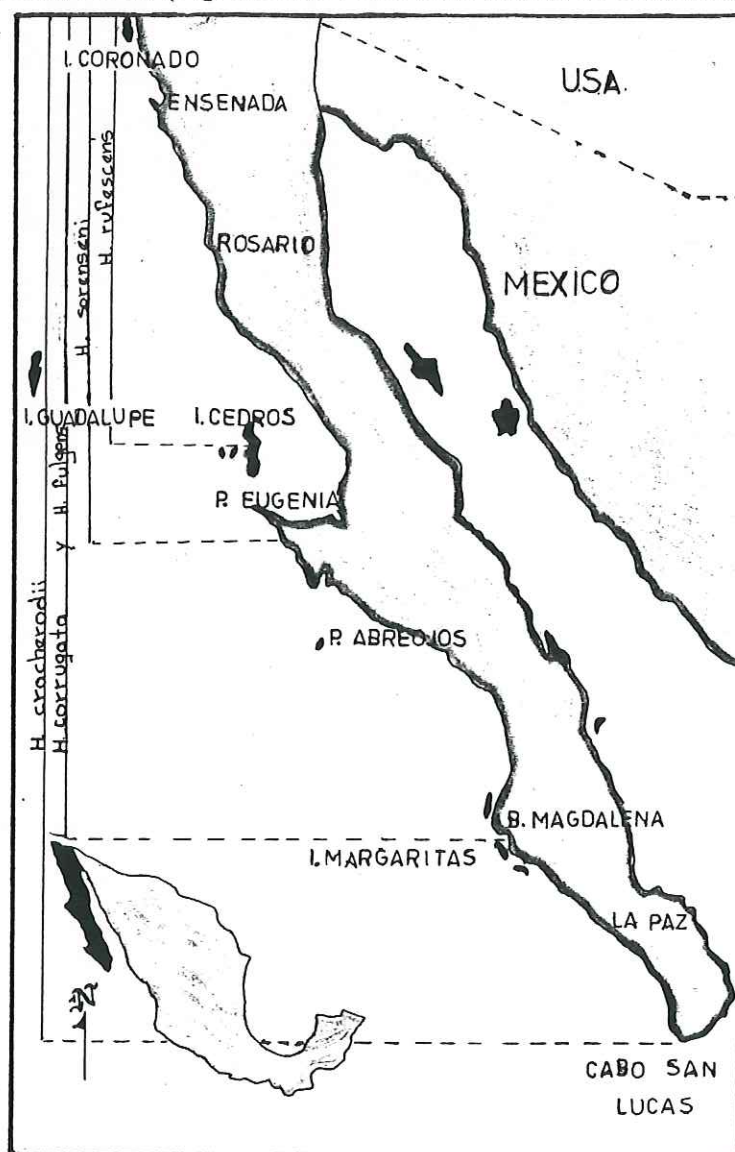 I. CORONADO
U.S.A.
ENSENADA
ROSARIO
MEXICO
I. GUADALUPE
I. CEDROS
P. EUGENIA
P. ABREOJOS
B. MAGDALENA
I. MARGARITAS
LA PAZ
CABO SAN
LUCAS
H. cracherodii
H. corrugata y H. fulgens
H. sorenseni
H. rufescens
N